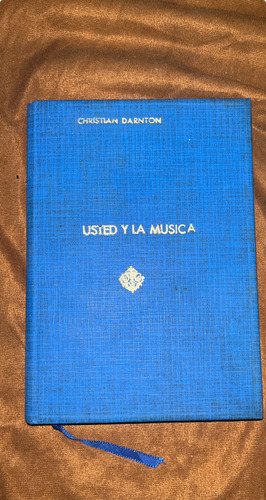 CHRISTIAN DARNTON
USTED Y LA MUSICA